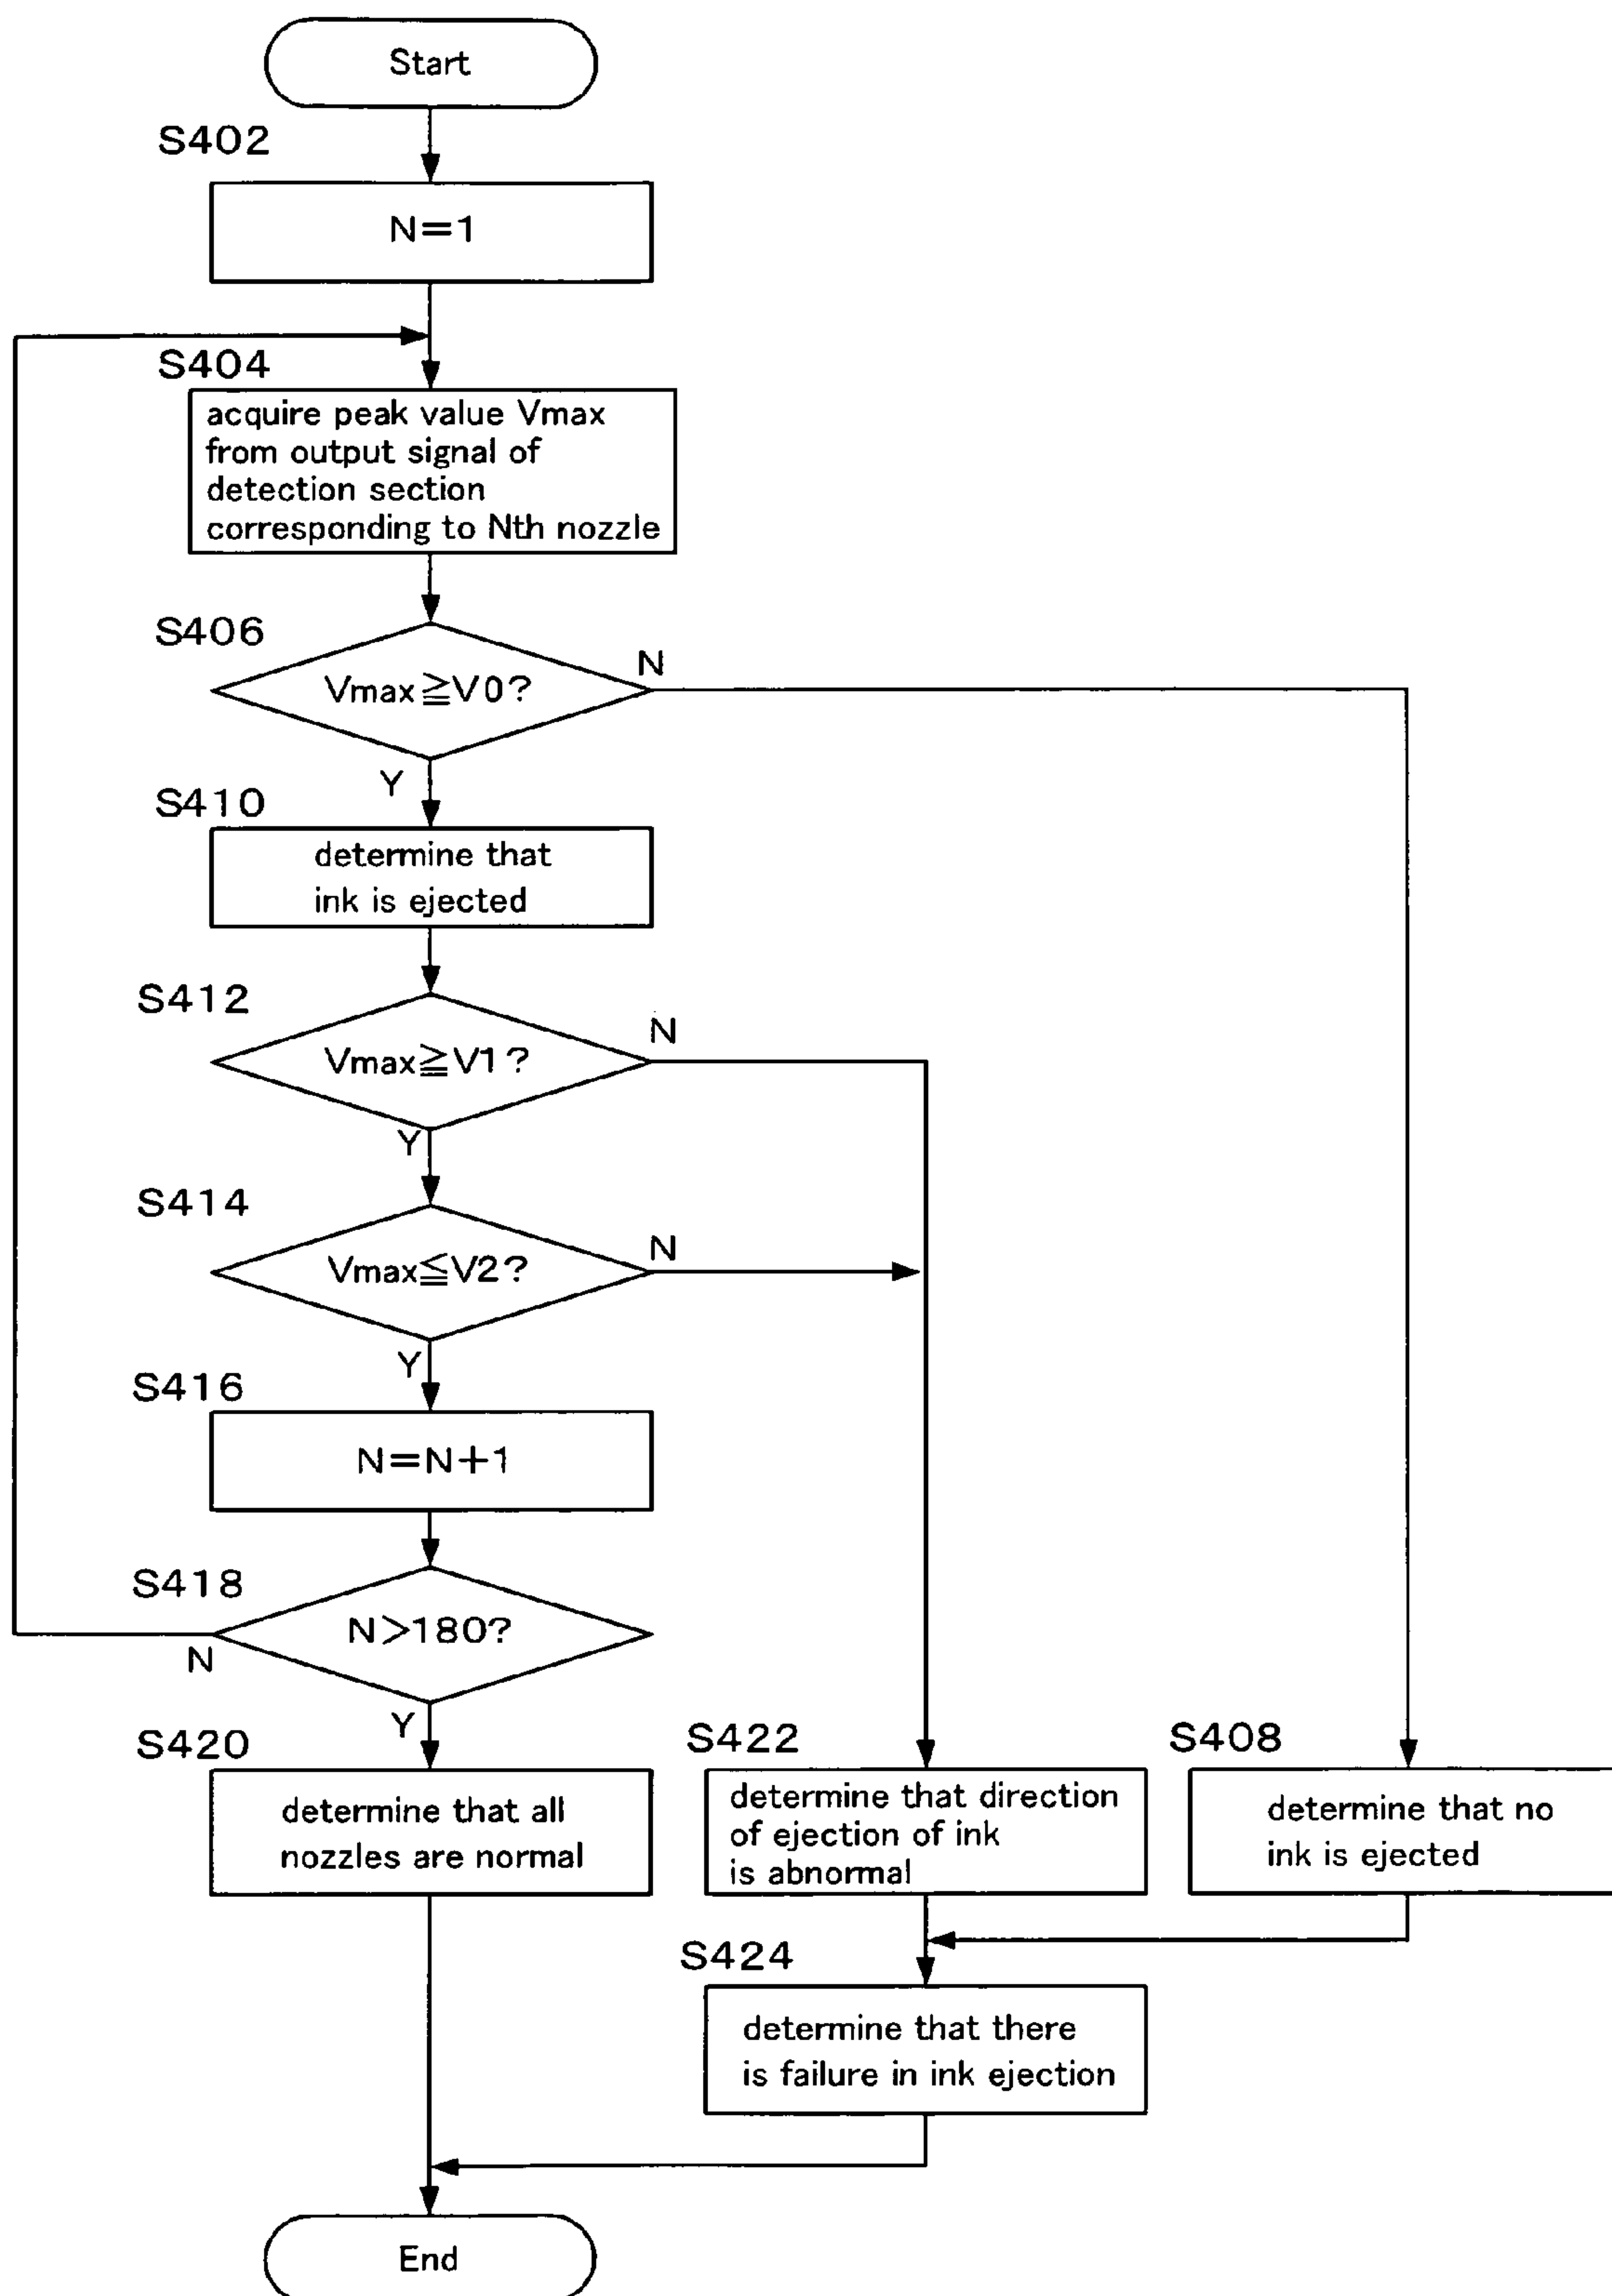 Start
S402
N=1
S404
acquire peak value Vmax
from output signal of
detection section
corresponding to Nth nozzle
S406
Vmax≧V0?
N
Y
S410
determine that
ink is ejected
S412
Vmax≧V1?
N
Y
S414
Vmax≦V2?
N
Y
S416
N=N+1
S418
N>180?
N
Y
S420
determine that all
nozzles are normal
S422
determine that direction
of ejection of ink
is abnormal
S408
determine that no
ink is ejected
S424
determine that there
is failure in ink ejection
End